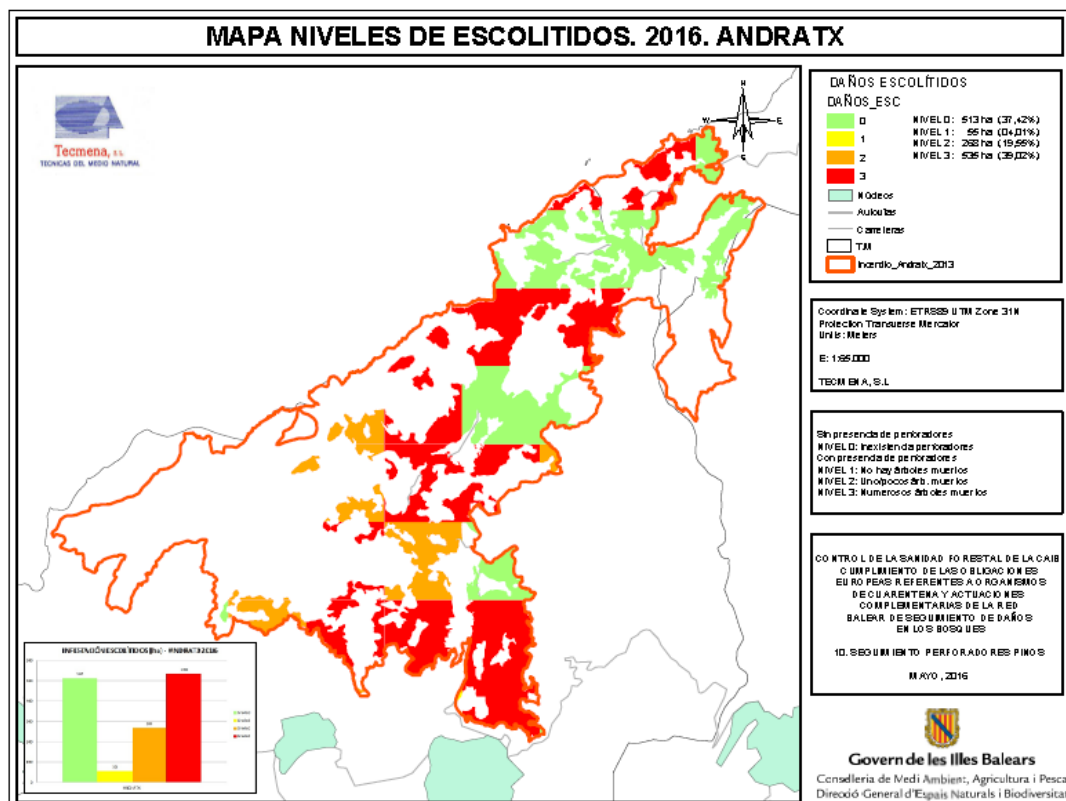 MAPA NIVELES DE ESCOLITIDOS. 2016. ANDRATX
Tecmena, S.L.
TECNICAS DEL MEDIO NATURAL
N
W
E
S
DAÑOS ESCOLÍTIDOS
DAÑOS_ESC
0 NIVEL 0: 513 ha (37,42%)
1 NIVEL 1: 55 ha (04,01%)
2 NIVEL 2: 268 ha (19,55%)
3 NIVEL 3: 535 ha (39,02%)
Núcleos
Autovías
Carreteras
TM
Incendio_Andratx_2013
Coordinate System: ETRS89 UTM Zone 31N
Protection Transverse Mercator
Units: Meters
E: 1:65.000
TECMENA, S.L
Sin presencia de perforadores
NIVEL 0: Inexistencia perforadores
Con presencia de perforadores
NIVEL 1: No hay árboles muertos
NIVEL 2: Uno/pocos árb. muertos
NIVEL 3: Numerosos árboles muertos
CONTROL DE LA SANIDAD FORESTAL DE LA CAIB
CUMPLIMIENTO DE LAS OBLIGACIONES
EUROPEAS REFERENTES A ORGANISMOS
DE CUARENTENA Y ACTUACIONES
COMPLEMENTARIAS DE LA RED
BALEAR DE SEGUIMIENTO DE DAÑOS
EN LOS BOSQUES
10. SEGUIMIENTO PERFORADORES PINOS
MAYO, 2016
INFESTACIÓN ESCOLÍTIDOS (ha) - ANDRATX 2016
Govern de les Illes Balears
Conselleria de Medi Ambient, Agricultura i Pesca
Direcció General d'Espais Naturals i Biodiversitat